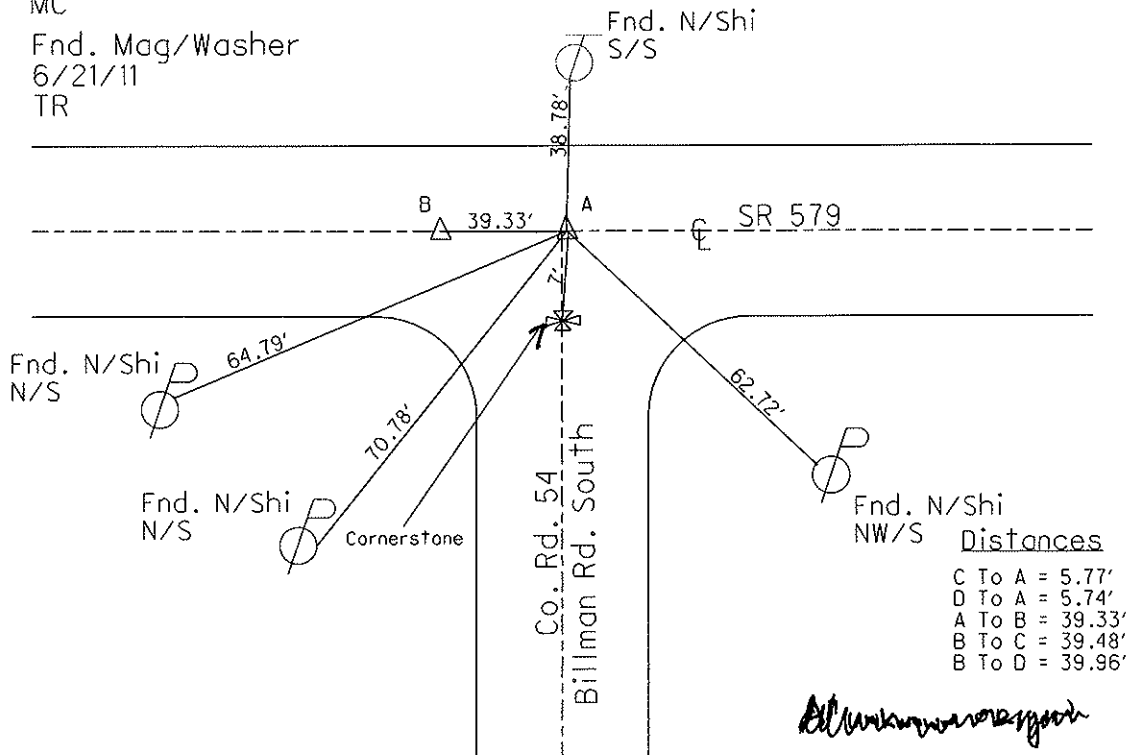 MC
Fnd. Mag/Washer
6/21/11
TR
Fnd. N/Shi
S/S
38.78'
B
39.33'
A
℄ SR 579
7'
Fnd. N/Shi
N/S
64.79'
70.78'
62.72'
Fnd. N/Shi
N/S
Cornerstone
Co. Rd. 54
Billman Rd. South
Fnd. N/Shi
NW/S
Distances
C To A = 5.77'
D To A = 5.74'
A To B = 39.33'
B To C = 39.48'
B To D = 39.96'